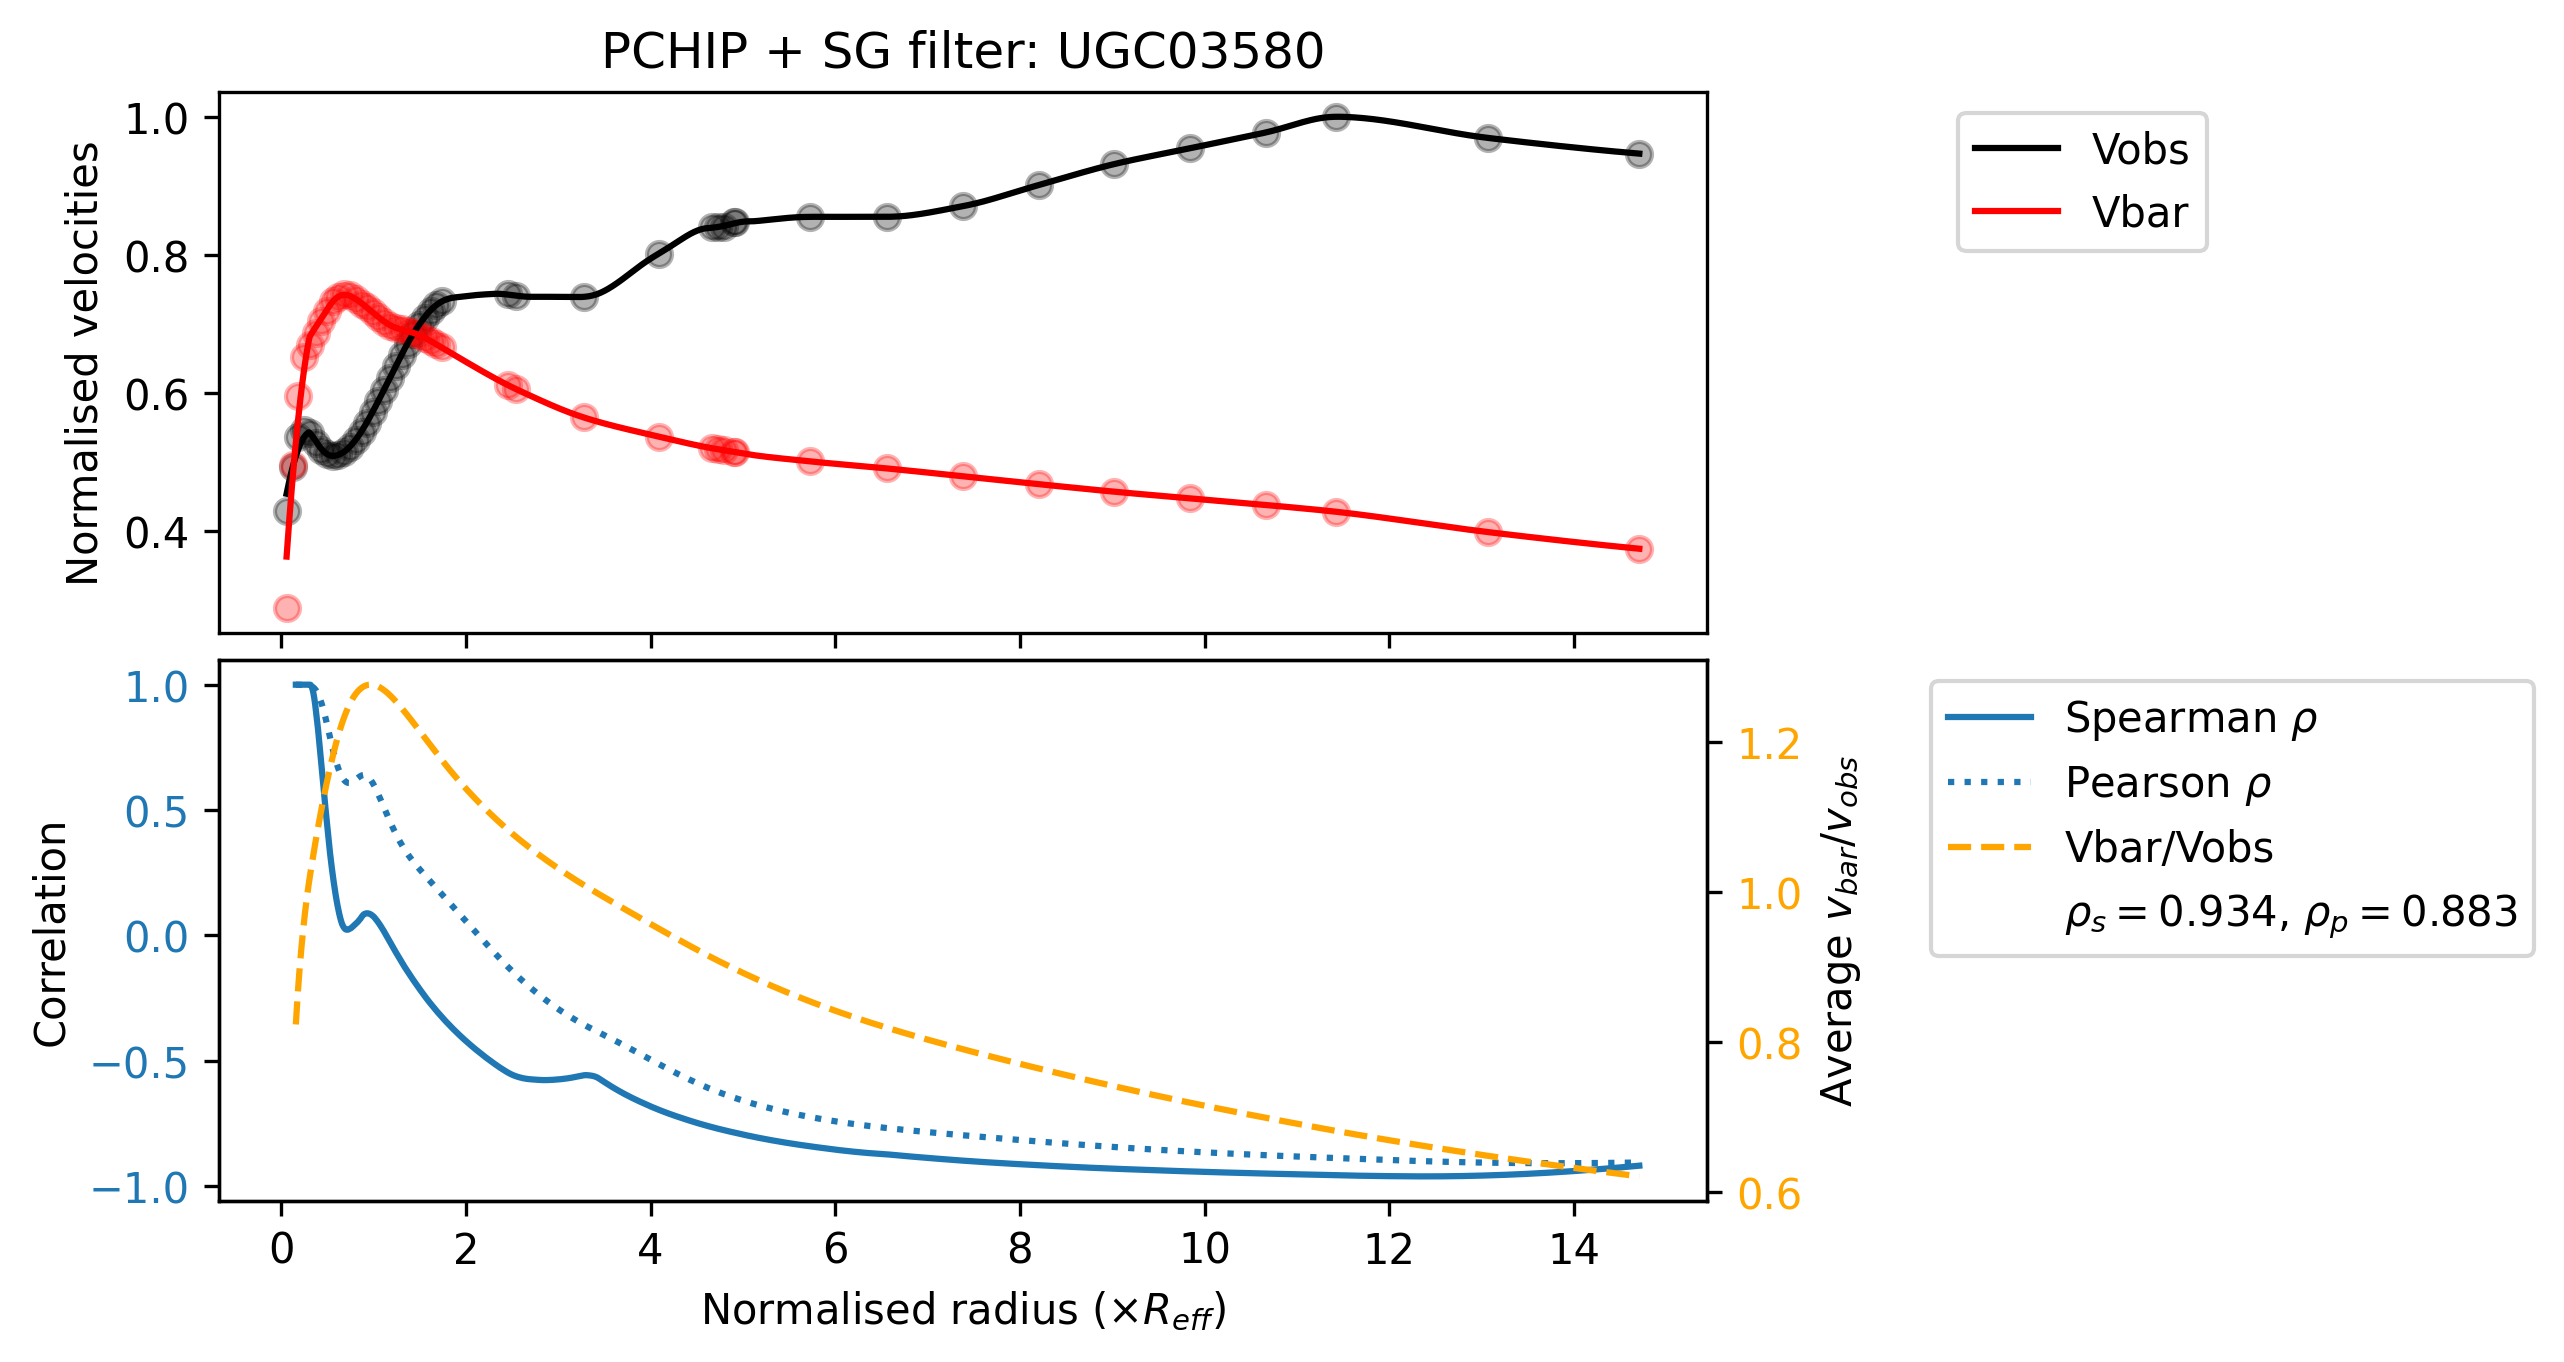 PCHIP + SG filter: UGC03580
Normalised velocities
1.0
0.8
0.6
0.4
Vobs
Vbar
Correlation
1.0
0.5
0.0
−0.5
−1.0
1.2
1.0
0.8
0.6
Average v_bar/v_obs
Spearman ρ
Pearson ρ
Vbar/Vobs
ρ_s = 0.934, ρ_p = 0.883
0 2 4 6 8 10 12 14
Normalised radius (×R_eff)